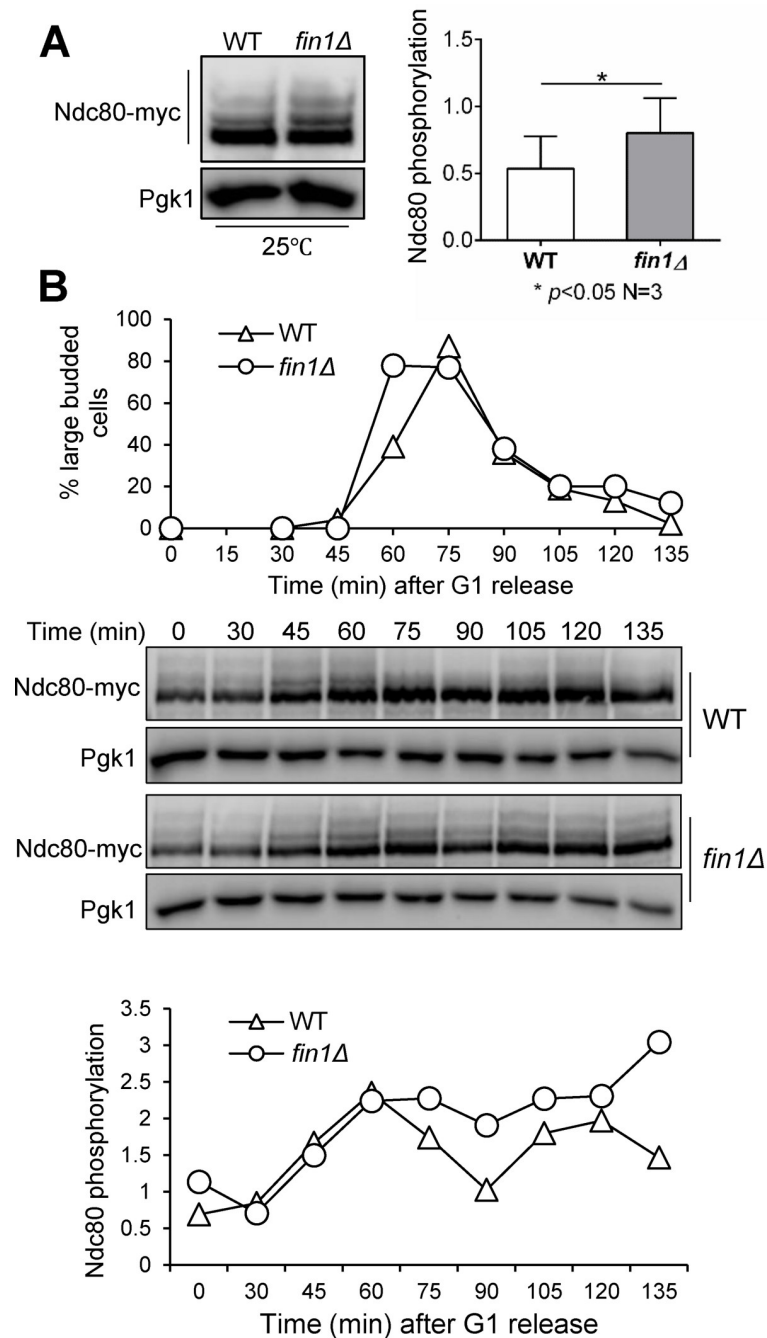 A
WT fin1Δ
Ndc80-myc
Pgk1
25°C
Ndc80 phosphorylation
1.5
1.0
0.5
0.0
*
WT fin1Δ
* p<0.05 N=3
B
% large budded
cells
100
80
60
40
20
0
WT
fin1Δ
0 15 30 45 60 75 90 105 120 135
Time (min) after G1 release
Time (min) 0 30 45 60 75 90 105 120 135
Ndc80-myc
WT
Pgk1
Ndc80-myc
fin1Δ
Pgk1
Ndc80 phosphorylation
3.5
3
2.5
2
1.5
1
0.5
0
WT
fin1Δ
0 30 45 60 75 90 105 120 135
Time (min) after G1 release